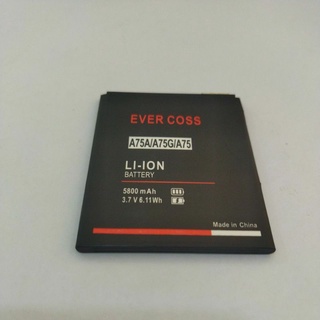 EVER COSS
A75A/A75G/A75
LI-ION
BATTERY
5800 mAh
3.7 V 6.11Wh
Made in China